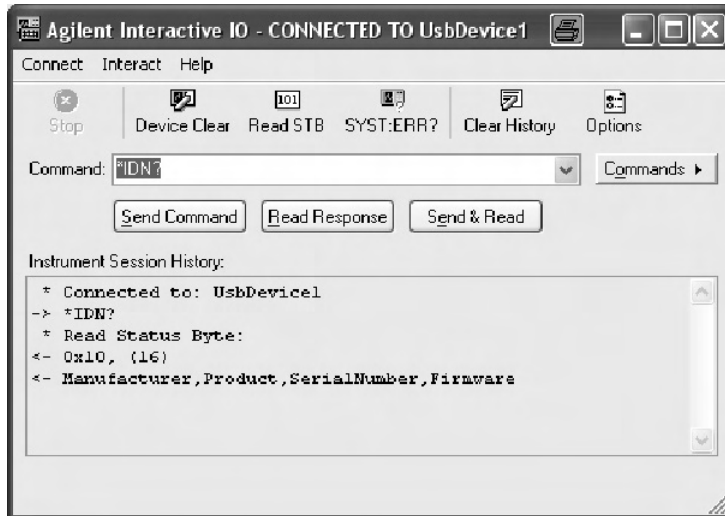 Agilent Interactive IO - CONNECTED TO UsbDevice1
Connect Interact Help
101
Stop Device Clear Read STB SYST:ERR? Clear History Options
Command: *IDN? Commands
Send Command Read Response Send & Read
Instrument Session History:
* Connected to: UsbDevice1
-> *IDN?
* Read Status Byte:
<- 0x10, (16)
<- Manufacturer,Product,SerialNumber,Firmware